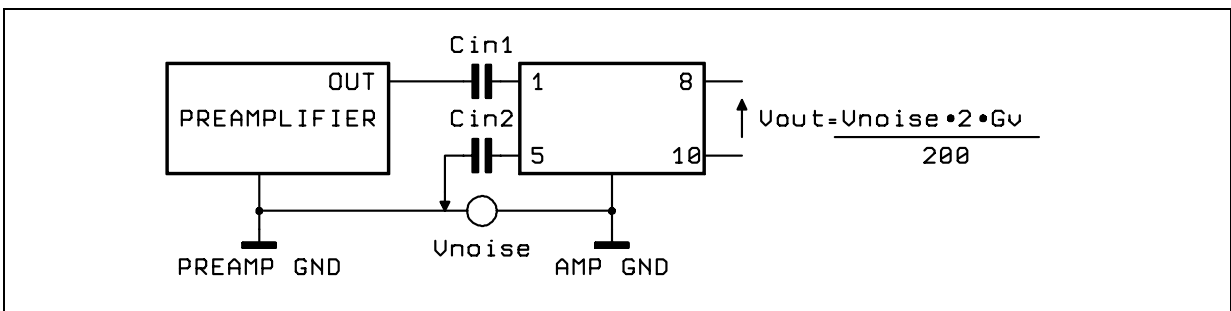 Cin1
OUT
PREAMPLIFIER
1
8
Cin2
5
10
Vout=Vnoise•2•Gv
200
Vnoise
PREAMP GND
AMP GND